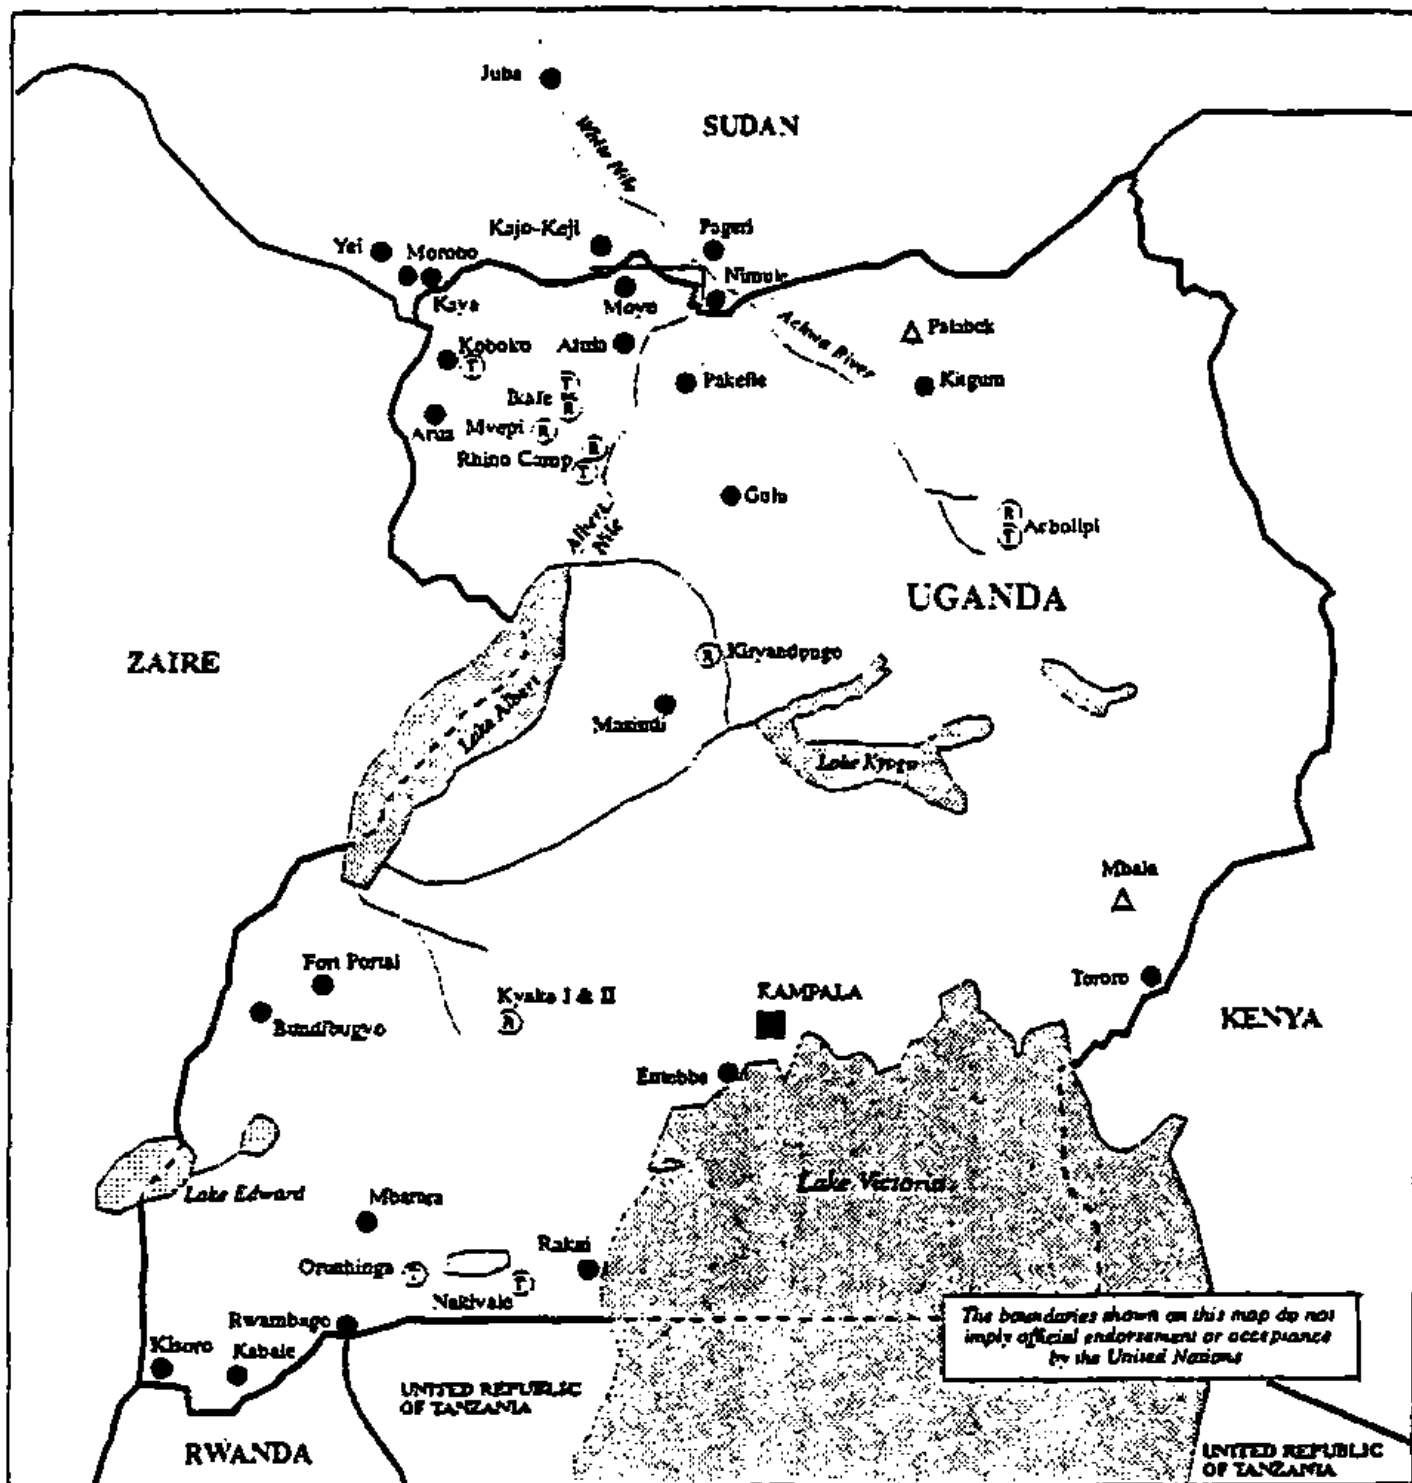 Juba
SUDAN
White Nile
Kajo-Keji
Pageri
Yei
Morobo
Nimule
Kaya
Moyo
Achwa River
Palabek
Koboko
T
Kitgum
Pakelle
Ikafe
T
R
Arua
Mvepi
R
Rhino Camp
R
T
Gulu
Albert
Nile
R
T
Acholipi
UGANDA
ZAIRE
R
Kiryandongo
Lake Albert
Masindi
Lake Kyoga
Mbale
Fort Portal
Tororo
Kyaka I & II
R
KAMPALA
Bundibugyo
KENYA
Entebbe
Lake Edward
Lake Victoria
Mbarara
Rakai
Oruchinga
Nakivale
T
Rwambago
Kisoro
Kabale
The boundaries shown on this map do not
imply official endorsement or acceptance
by the United Nations
UNITED REPUBLIC
OF TANZANIA
RWANDA
UNITED REPUBLIC
OF TANZANIA